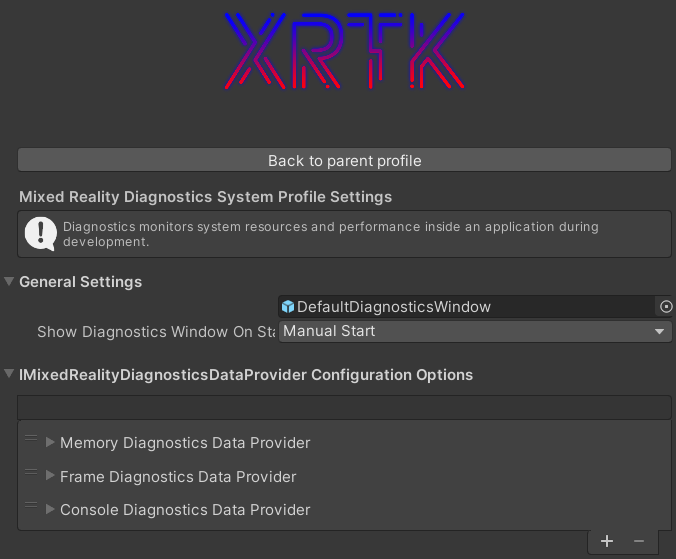 XRTK
Back to parent profile
Mixed Reality Diagnostics System Profile Settings
Diagnostics monitors system resources and performance inside an application during
development.
General Settings
DefaultDiagnosticsWindow
Show Diagnostics Window On Sta
Manual Start
IMixedRealityDiagnosticsDataProvider Configuration Options
Memory Diagnostics Data Provider
Frame Diagnostics Data Provider
Console Diagnostics Data Provider